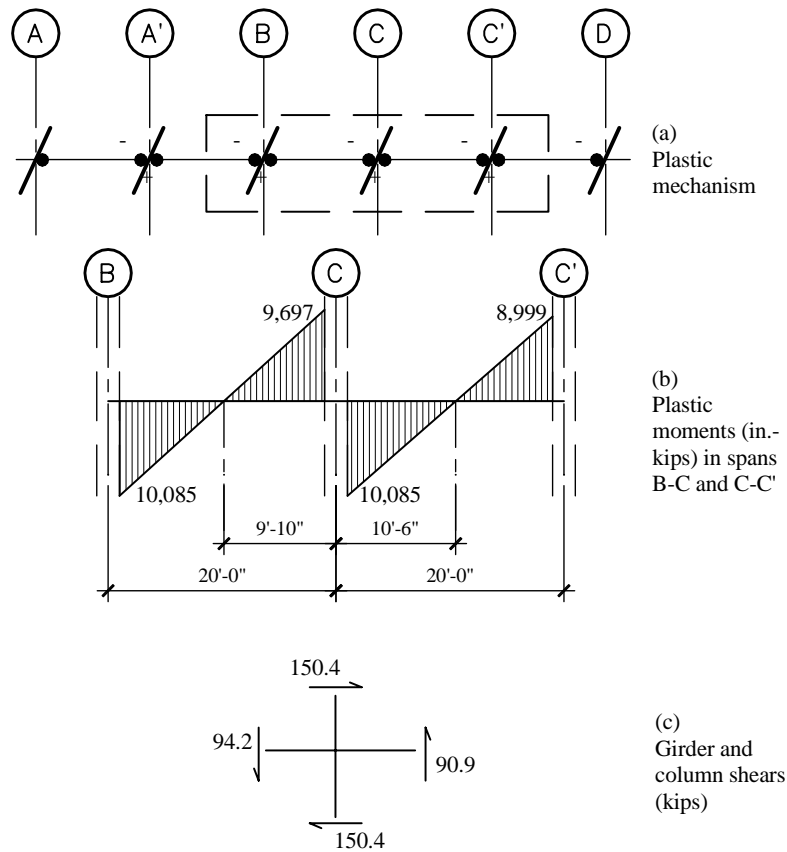 A A' B C C' D
- - - - -
+ + + +
(a)
Plastic
mechanism
B C C'
9,697 8,999
10,085 10,085
9'-10" 10'-6"
20'-0" 20'-0"
(b)
Plastic
moments (in.-
kips) in spans
B-C and C-C'
150.4
94.2
90.9
150.4
(c)
Girder and
column shears
(kips)